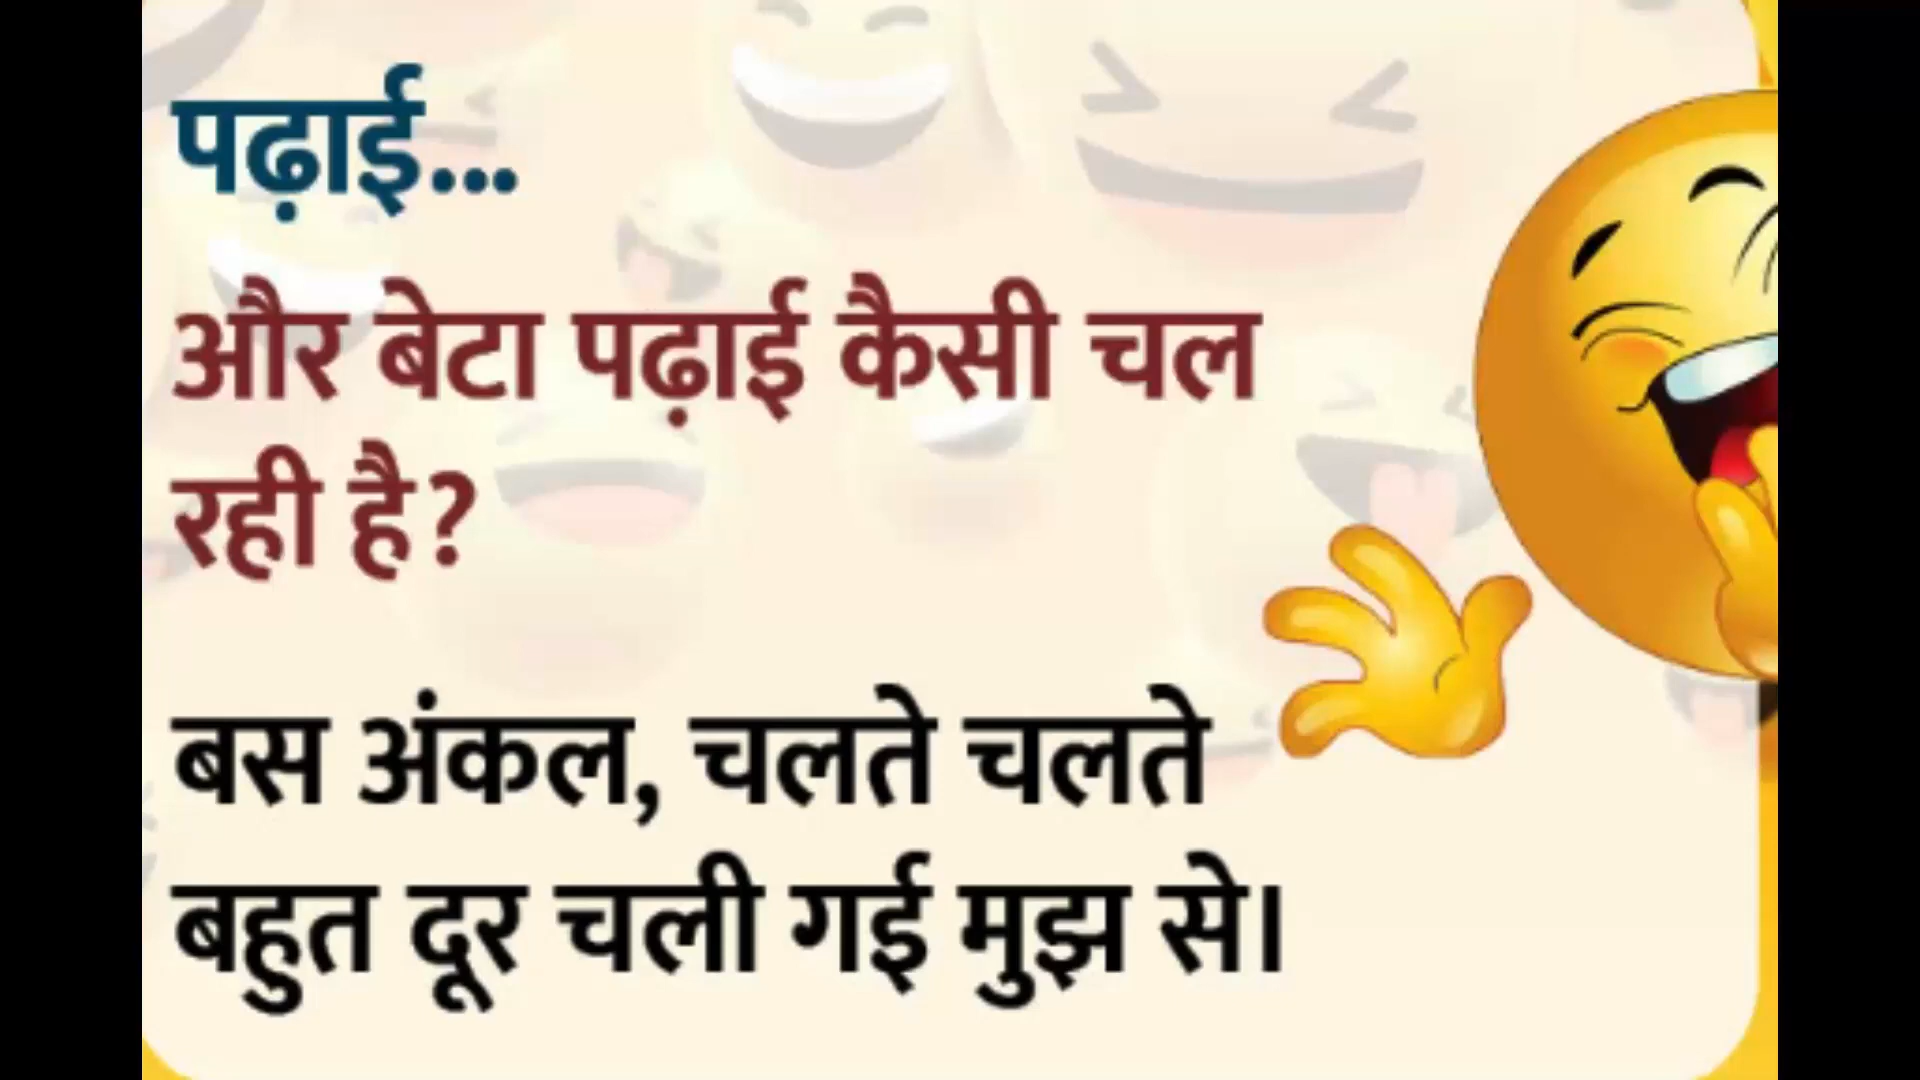 पढ़ाई...
और बेटा पढ़ाई कैसी चल
रही है?
बस अंकल, चलते चलते
बहुत दूर चली गई मुझ से।